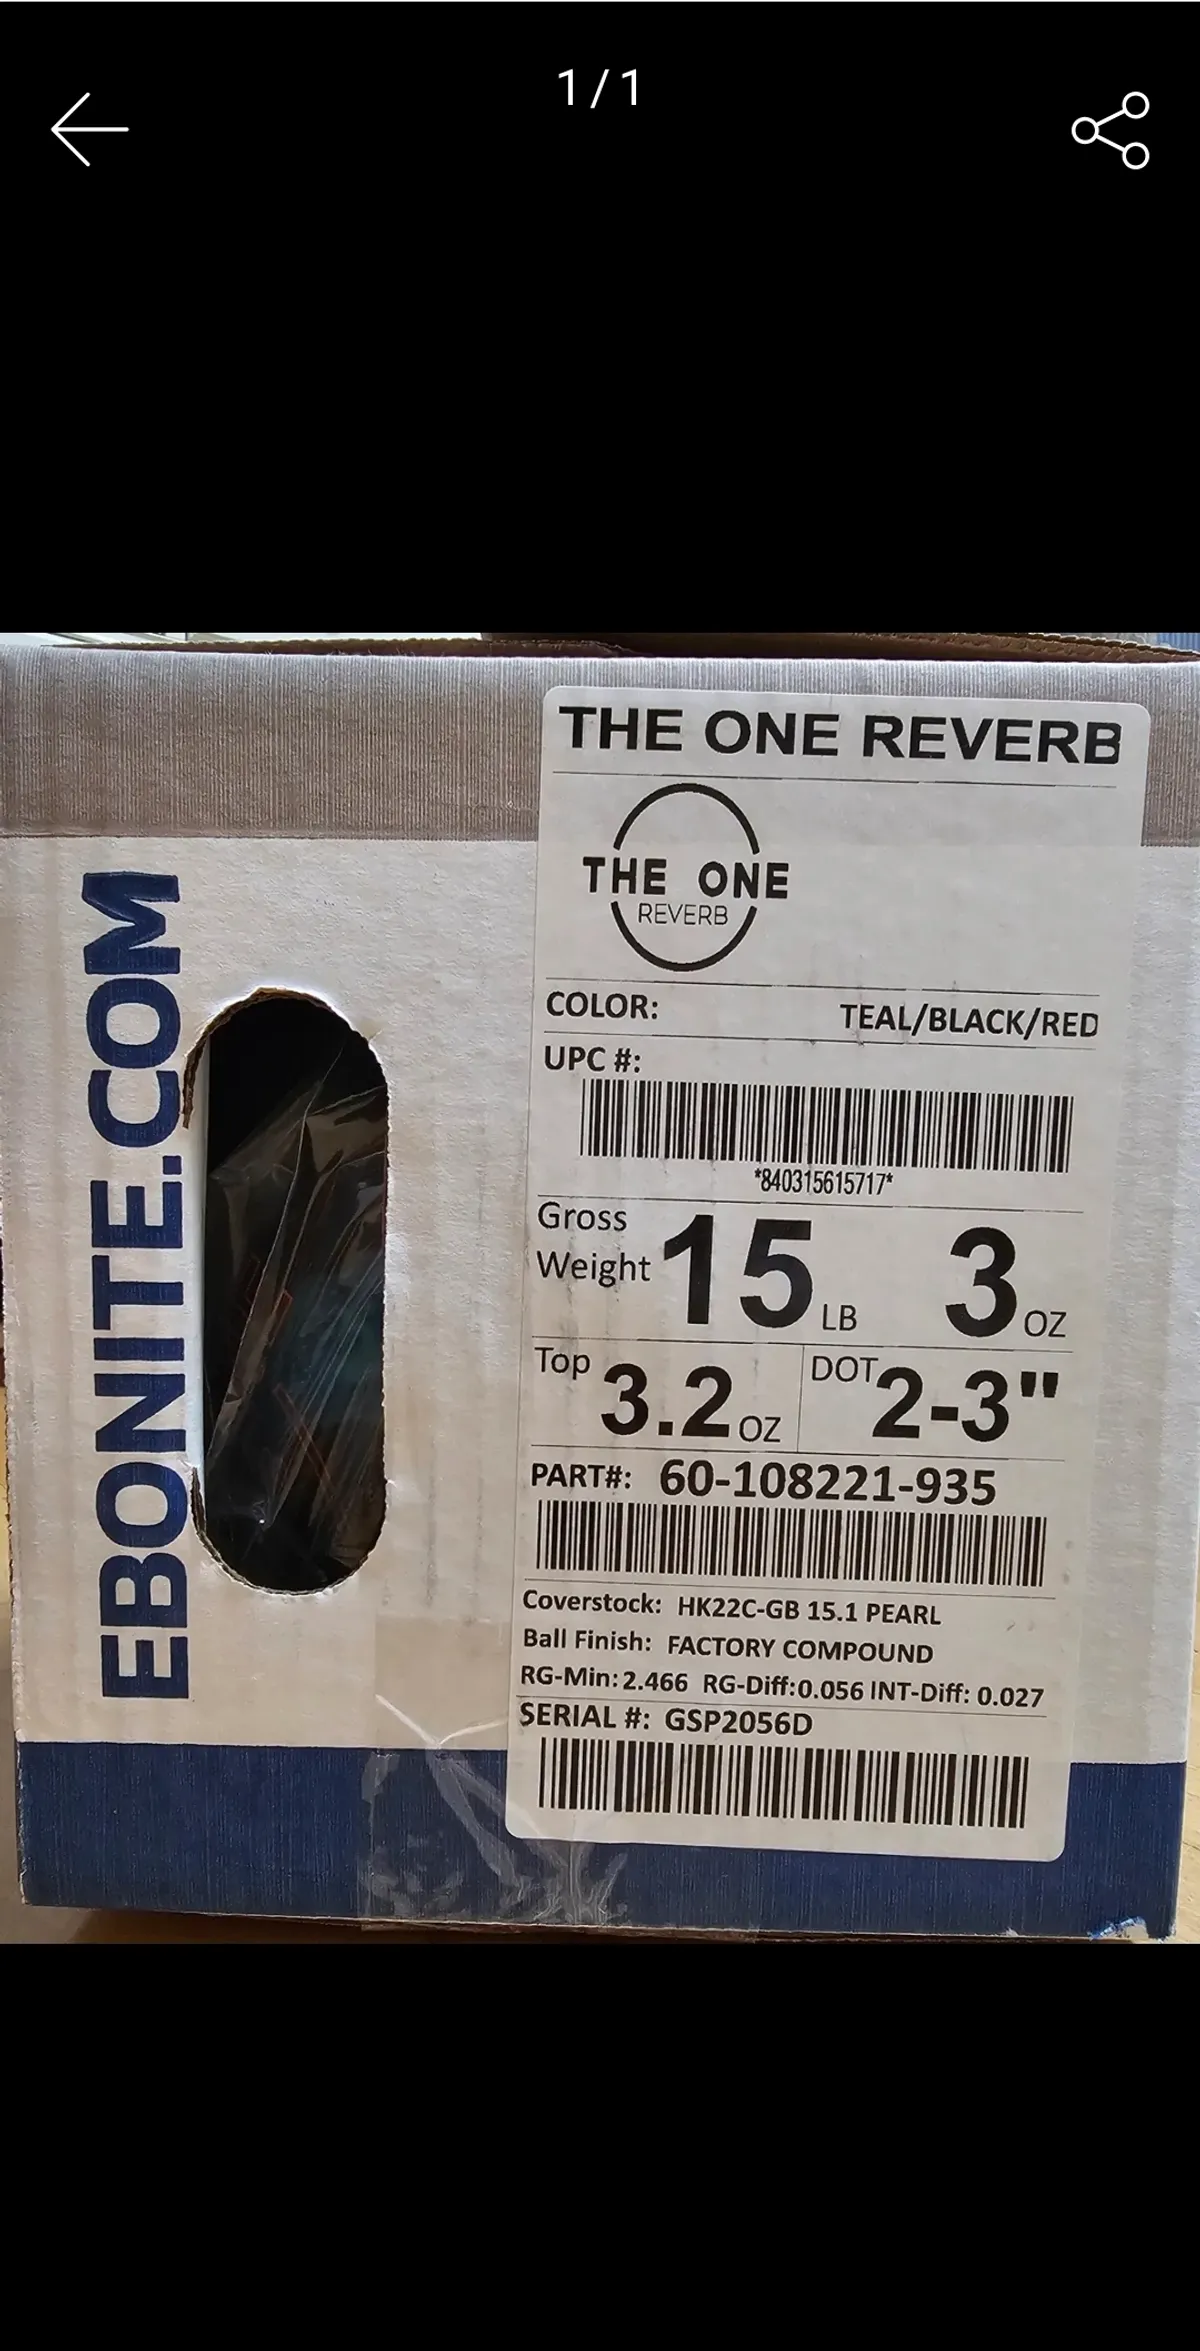 1/1
THE ONE REVERB
THE ONE
REVERB
COLOR: TEAL/BLACK/RED
UPC #:
*840315615717*
Gross
Weight 15 LB 3 OZ
Top 3.2 OZ DOT 2-3"
PART#: 60-108221-935
Coverstock: HK22C-GB 15.1 PEARL
Ball Finish: FACTORY COMPOUND
RG-Min: 2.466 RG-Diff:0.056 INT-Diff: 0.027
SERIAL #: GSP2056D
EBONITE.COM